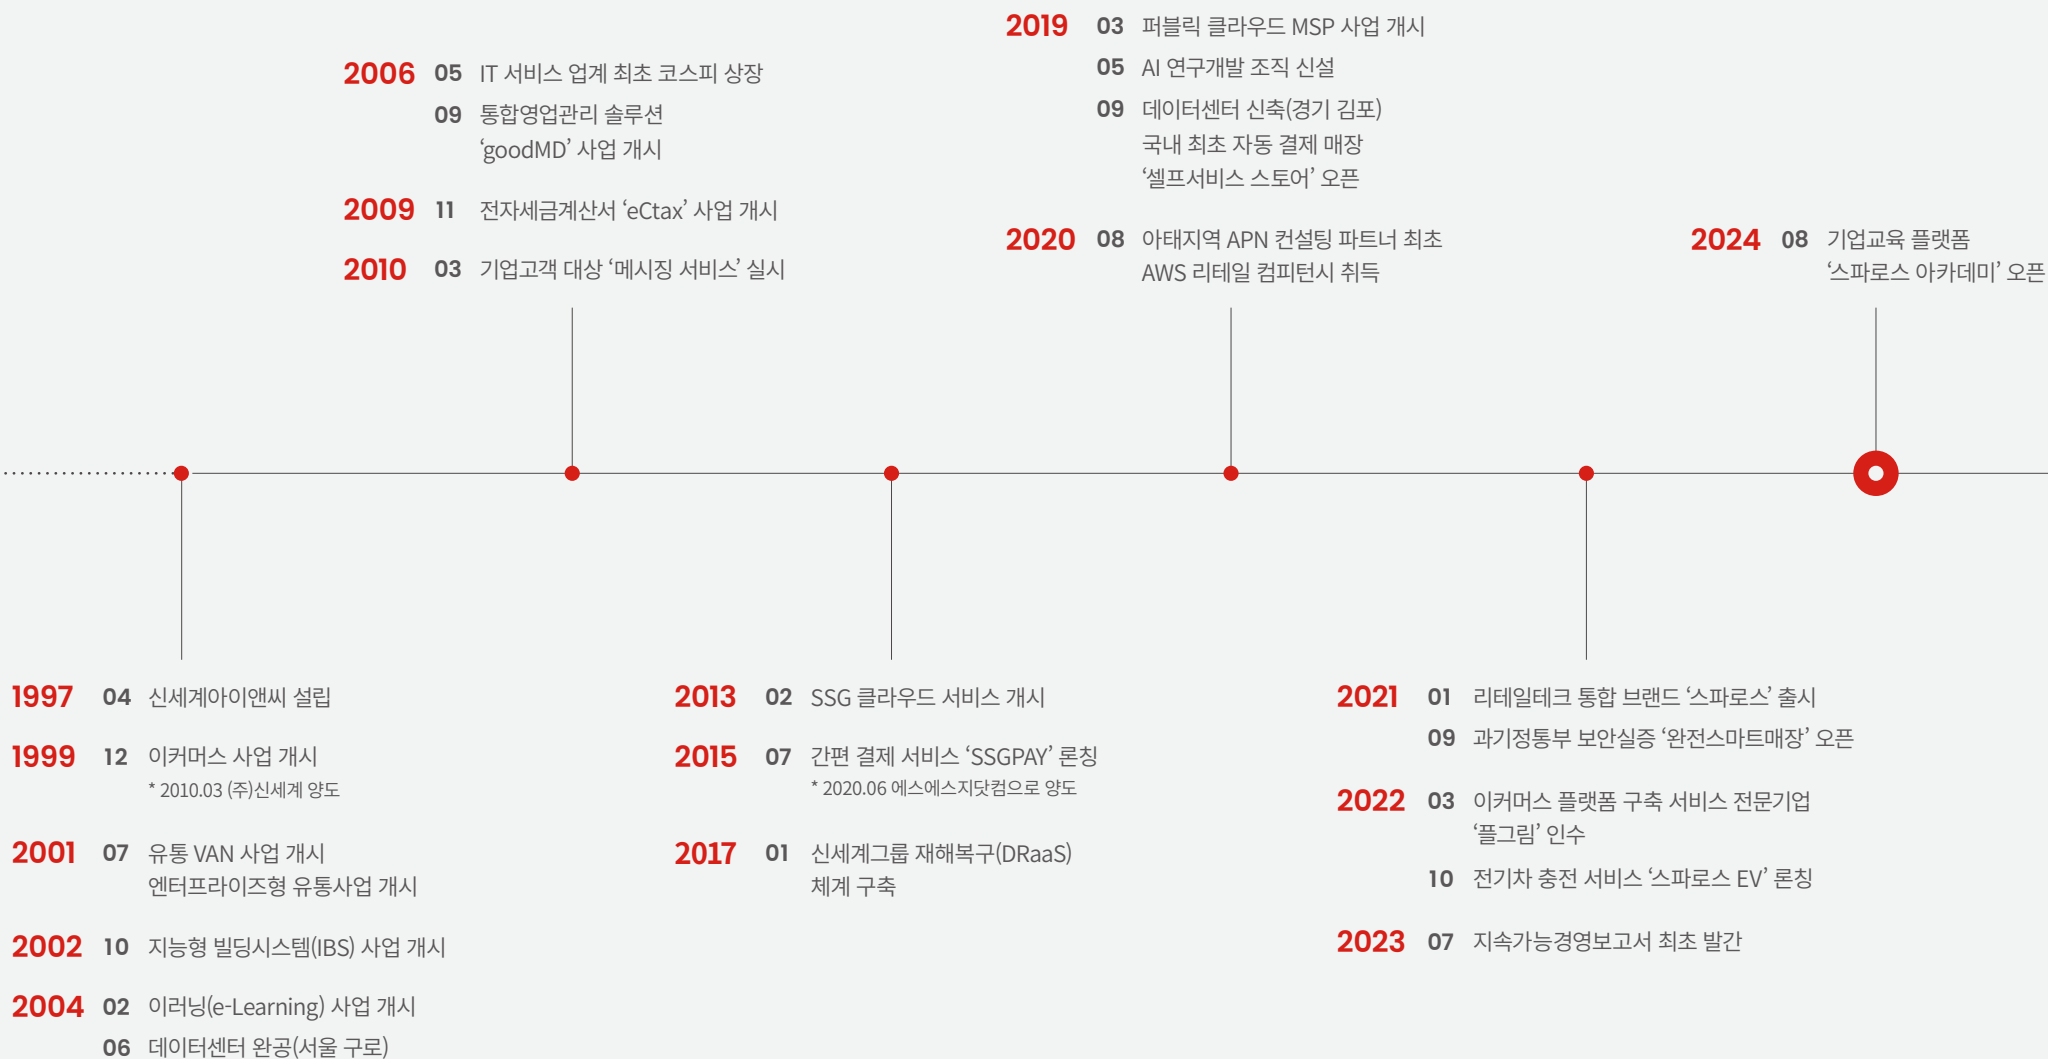 1997 04 신세계아이앤씨 설립
1999 12 이커머스 사업 개시
* 2010.03 (주)신세계 양도
2001 07 유통 VAN 사업 개시
엔터프라이즈형 유통사업 개시
2002 10 지능형 빌딩시스템(IBS) 사업 개시
2004 02 이러닝(e-Learning) 사업 개시
06 데이터센터 완공(서울 구로)
2006 05 IT 서비스 업계 최초 코스피 상장
09 통합영업관리 솔루션
‘goodMD’ 사업 개시
2009 11 전자세금계산서 ‘eCtax’ 사업 개시
2010 03 기업고객 대상 ‘메시징 서비스’ 실시
2013 02 SSG 클라우드 서비스 개시
2015 07 간편 결제 서비스 ‘SSGPAY’ 론칭
* 2020.06 에스에스지닷컴으로 양도
2017 01 신세계그룹 재해복구(DRaaS)
체계 구축
2019 03 퍼블릭 클라우드 MSP 사업 개시
05 AI 연구개발 조직 신설
09 데이터센터 신축(경기 김포)
국내 최초 자동 결제 매장
‘셀프서비스 스토어’ 오픈
2020 08 아태지역 APN 컨설팅 파트너 최초
AWS 리테일 컴피턴시 취득
2021 01 리테일테크 통합 브랜드 ‘스파로스’ 출시
09 과기정통부 보안실증 ‘완전스마트매장’ 오픈
2022 03 이커머스 플랫폼 구축 서비스 전문기업
‘플그림’ 인수
10 전기차 충전 서비스 ‘스파로스 EV’ 론칭
2023 07 지속가능경영보고서 최초 발간
2024 08 기업교육 플랫폼
‘스파로스 아카데미’ 오픈